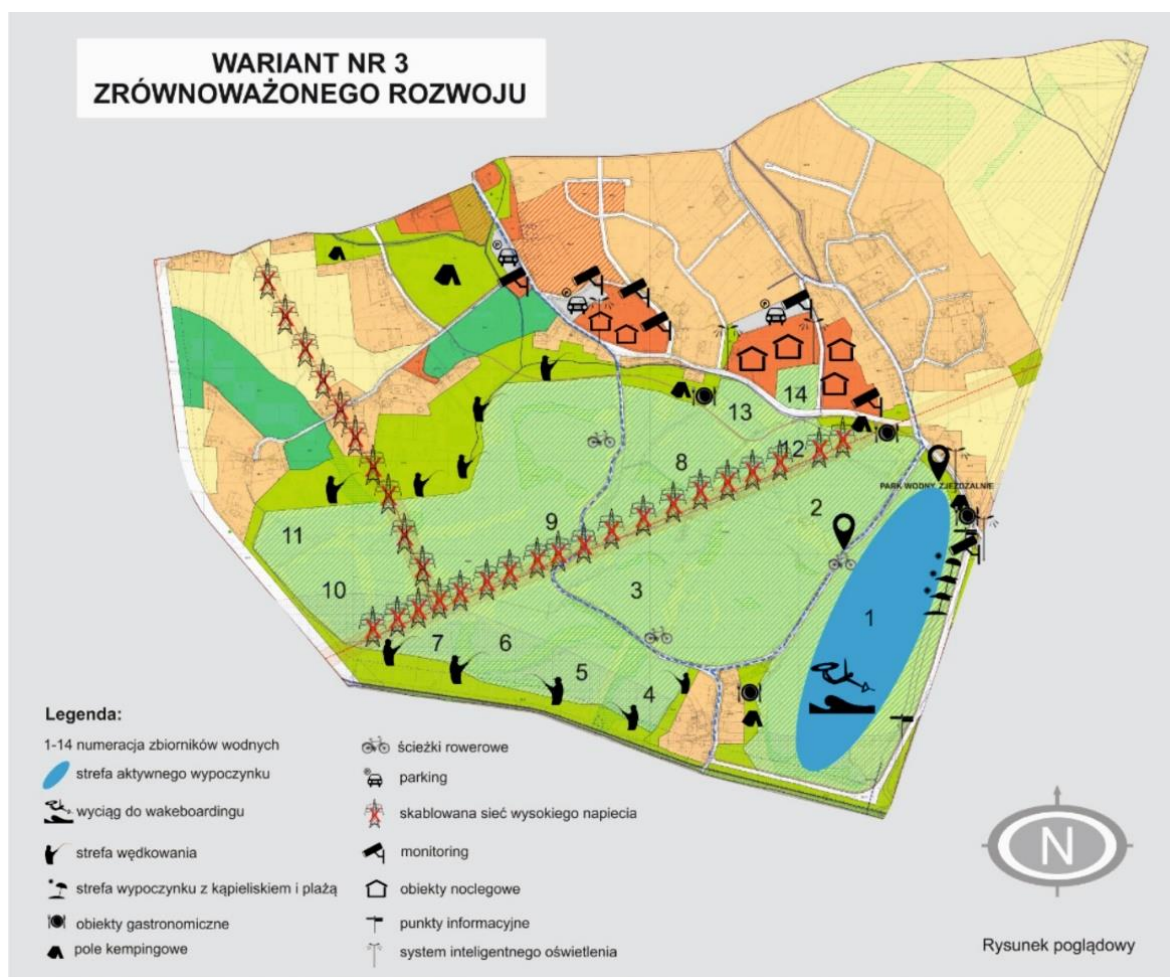 WARIANT NR 3
ZRÓWNOWAŻONEGO ROZWOJU
P
P
P
14
13
12
8
PARK WODNY, ZJEŻDŻALNIE
2
9
11
10
3
1
7
6
5
4
Legenda:
1-14 numeracja zbiorników wodnych
strefa aktywnego wypoczynku
wyciąg do wakeboardingu
strefa wędkowania
strefa wypoczynku z kąpieliskiem i plażą
obiekty gastronomiczne
pole kempingowe
ścieżki rowerowe
parking
skablowana sieć wysokiego napiecia
monitoring
obiekty noclegowe
punkty informacyjne
system inteligentnego oświetlenia
N
Rysunek poglądowy